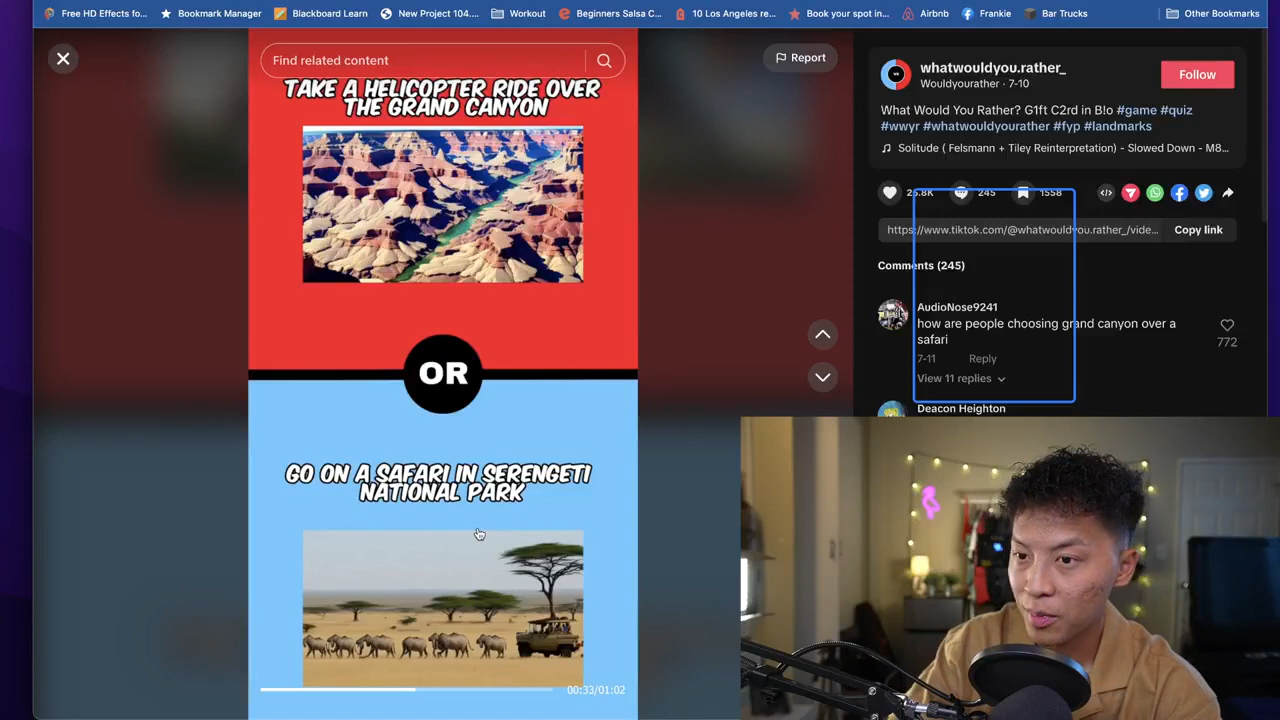 Free HD Effects fo...
Bookmark Manager
Blackboard Learn
New Project 104....
Workout
Beginners Salsa C...
10 Los Angeles re...
Book your spot in...
Airbnb
Frankie
Bar Trucks
Other Bookmarks
Find related content
Report
TAKE A HELICOPTER RIDE OVER
THE GRAND CANYON
OR
GO ON A SAFARI IN SERENGETI
NATIONAL PARK
00:33/01:02
whatwouldyou.rather_
Wouldyourather · 7-10
Follow
What Would You Rather? G1ft C2rd in BIo #game #quiz
#wwyr #whatwouldyourather #fyp #landmarks
Solitude ( Felsmann + Tiley Reinterpretation) - Slowed Down - M8...
25.8K
245
1558
https://www.tiktok.com/@whatwouldyou.rather_/vide...
Copy link
Comments (245)
AudioNose9241
how are people choosing grand canyon over a
safari
772
7-11
Reply
View 11 replies
Deacon Heighton